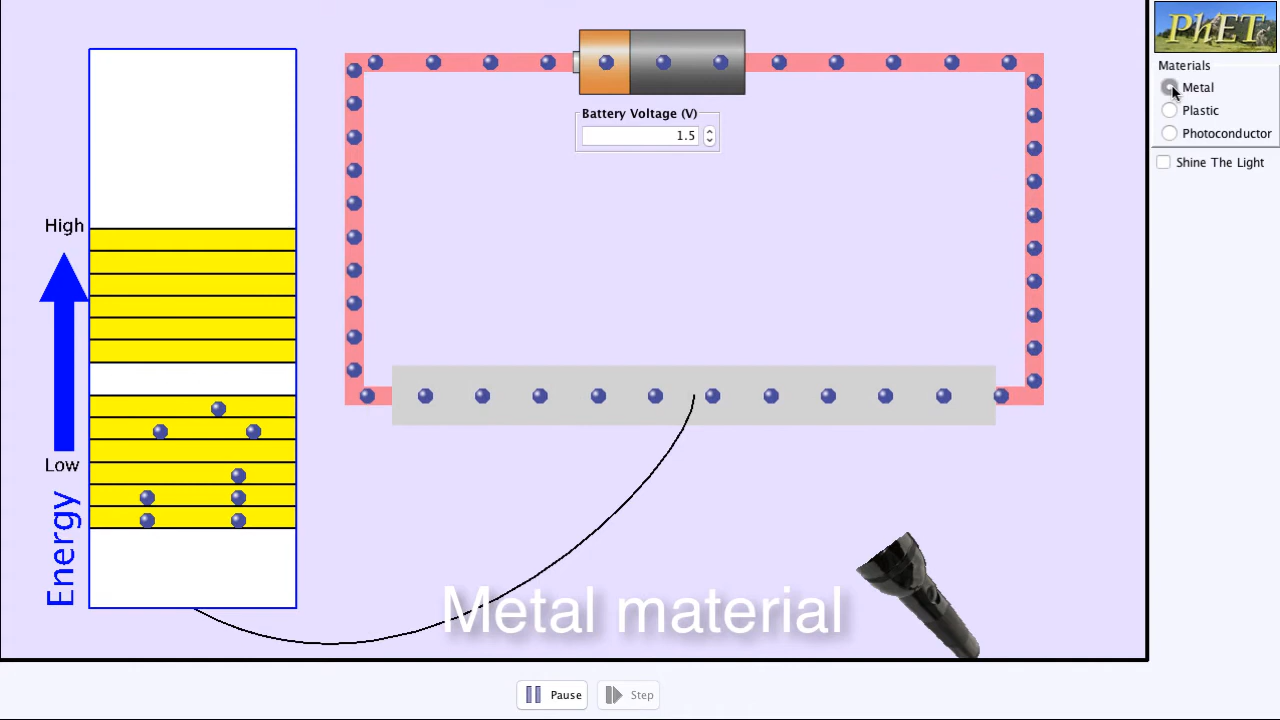 PhET
Materials
Metal
Plastic
Photoconductor
Shine The Light
Battery Voltage (V)
1.5
High
Low
Energy
Metal material
Pause
Step